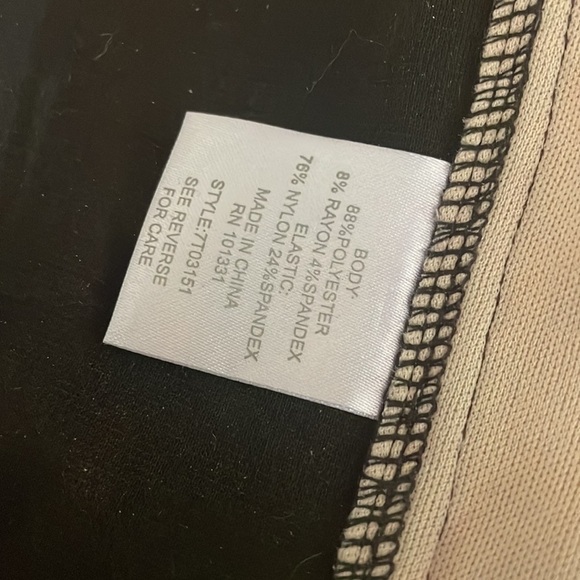 BODY:
88%POLYESTER
8% RAYON 4%SPANDEX
ELASTIC:
76% NYLON 24%SPANDEX
MADE IN CHINA
RN 101331
STYLE:7T03151
SEE REVERSE
FOR CARE